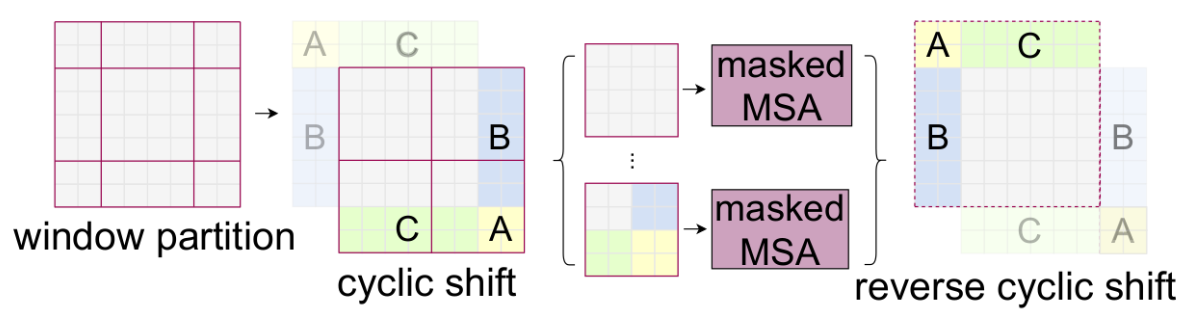 window partition
A
C
B
B
C
A
cyclic shift
masked
MSA
⋮
masked
MSA
A
C
B
B
C
A
reverse cyclic shift